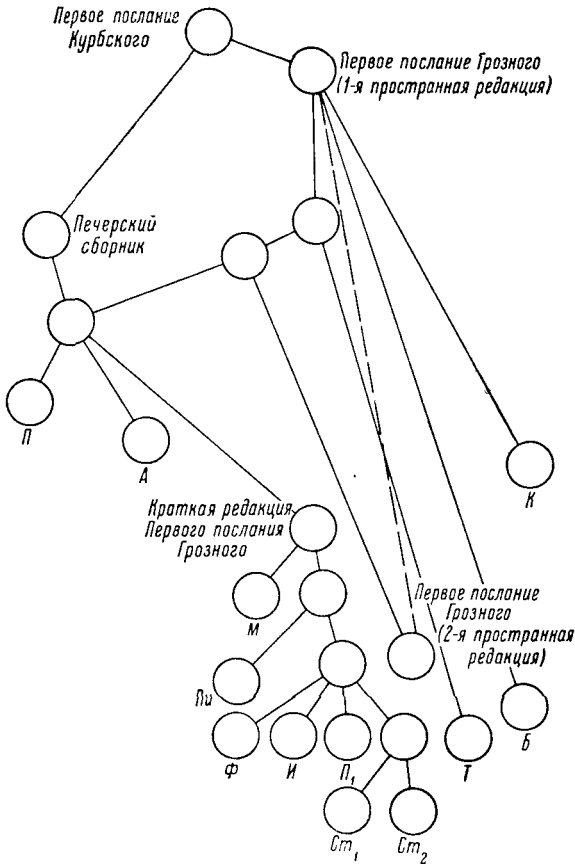 Первое послание
Курбского
Первое послание Грозного
(1-я пространная редакция)
Печерский
сборник
П
А
К
Краткая редакция
Первого послания
Грозного
М
Первое послание
Грозного
(2-я пространная
редакция)
Пи
Ф
И
П₁
Т
Б
Ст₁
Ст₂